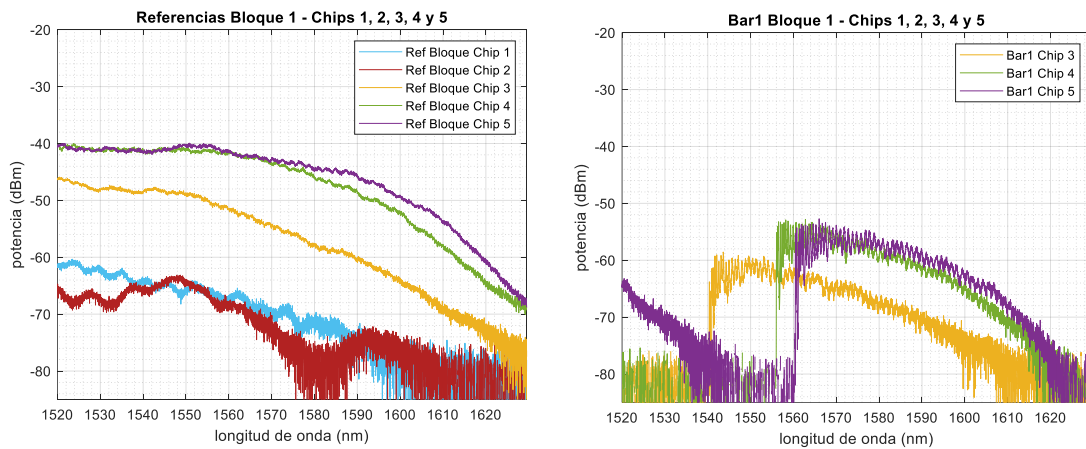 Referencias Bloque 1 - Chips 1, 2, 3, 4 y 5
-20
-30
-40
-50
-60
-70
-80
potencia (dBm)
Ref Bloque Chip 1
Ref Bloque Chip 2
Ref Bloque Chip 3
Ref Bloque Chip 4
Ref Bloque Chip 5
1520 1530 1540 1550 1560 1570 1580 1590 1600 1610 1620
longitud de onda (nm)
Bar1 Bloque 1 - Chips 1, 2, 3, 4 y 5
-20
-30
-40
-50
-60
-70
-80
potencia (dBm)
Bar1 Chip 3
Bar1 Chip 4
Bar1 Chip 5
1520 1530 1540 1550 1560 1570 1580 1590 1600 1610 1620
longitud de onda (nm)